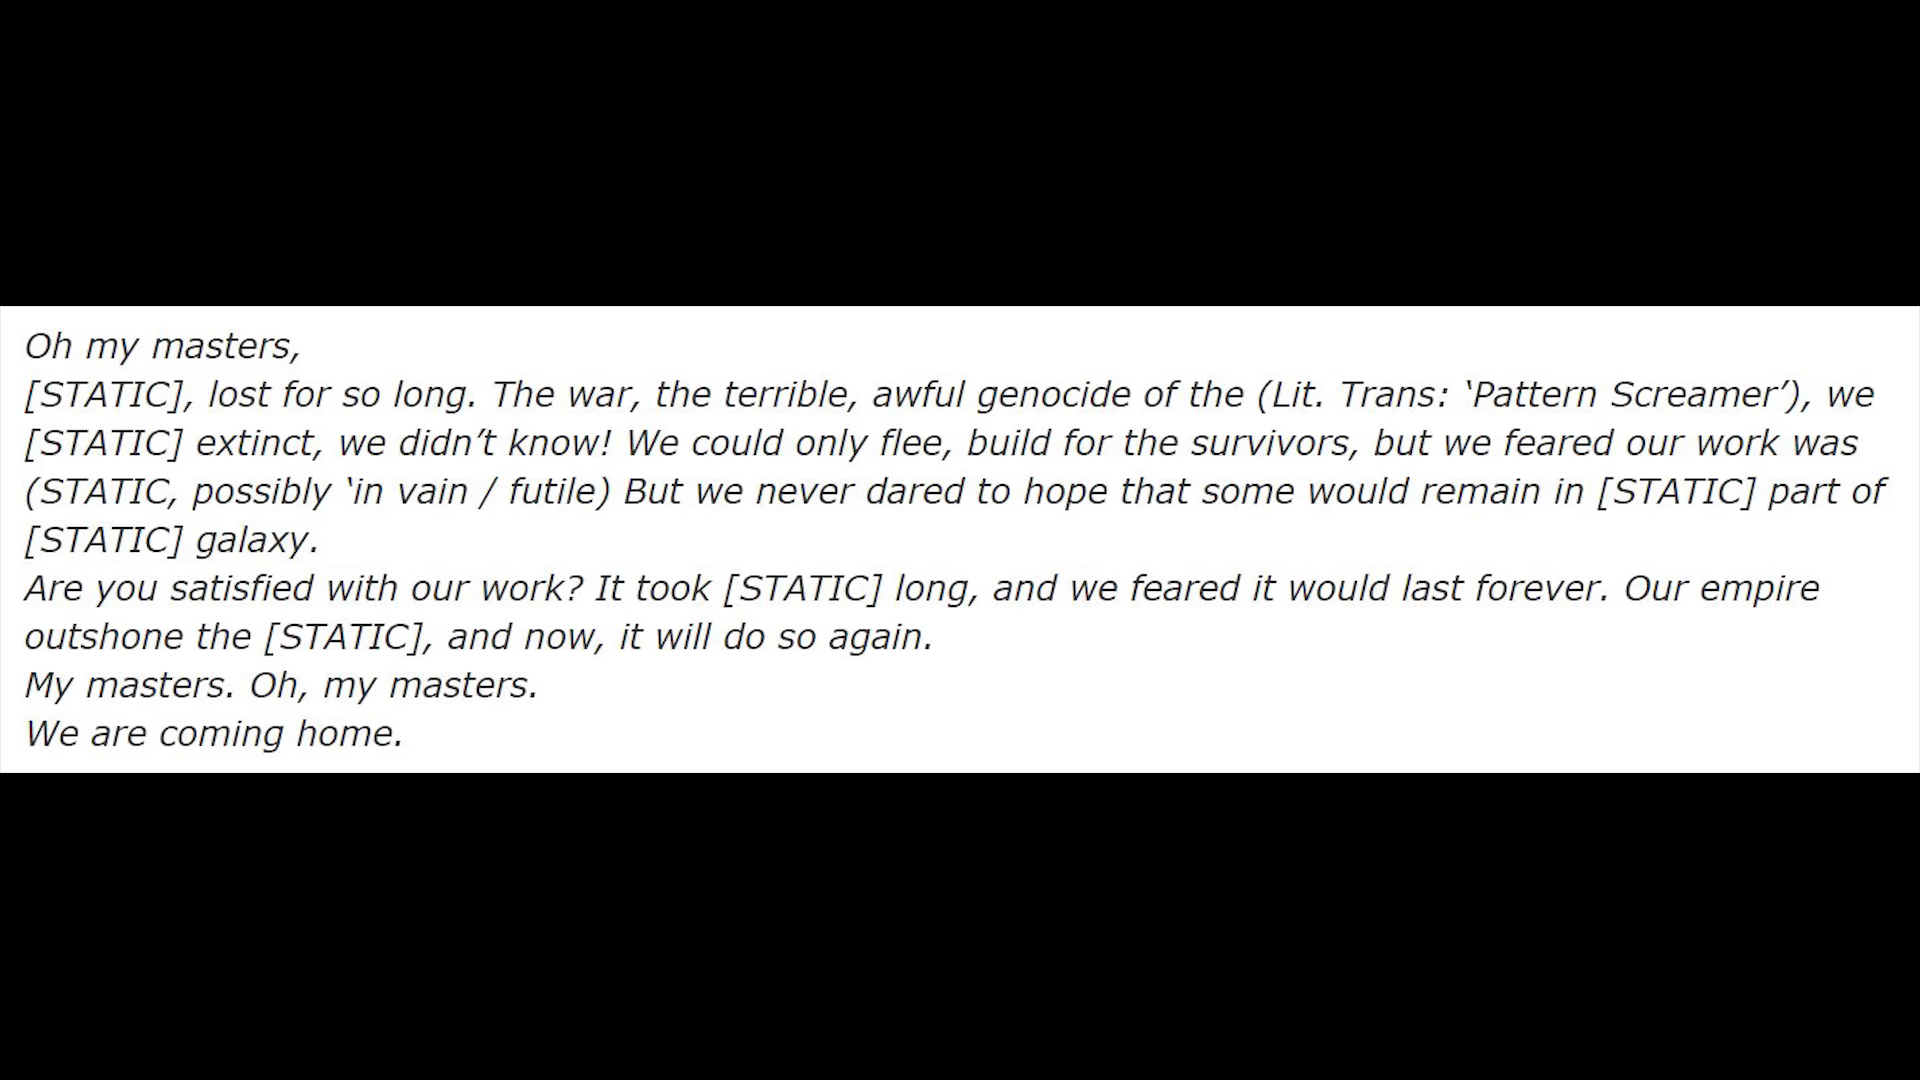 Oh my masters,
[STATIC], lost for so long. The war, the terrible, awful genocide of the (Lit. Trans: ‘Pattern Screamer’), we
[STATIC] extinct, we didn’t know! We could only flee, build for the survivors, but we feared our work was
(STATIC, possibly ‘in vain / futile) But we never dared to hope that some would remain in [STATIC] part of
[STATIC] galaxy.
Are you satisfied with our work? It took [STATIC] long, and we feared it would last forever. Our empire
outshone the [STATIC], and now, it will do so again.
My masters. Oh, my masters.
We are coming home.